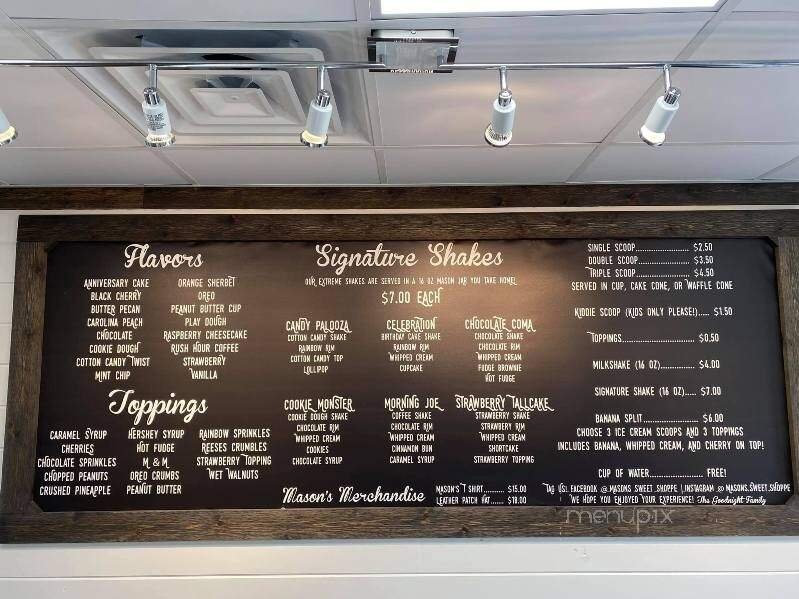 Flavors
ANNIVERSARY CAKE
BLACK CHERRY
BUTTER PECAN
CAROLINA PEACH
CHOCOLATE
COOKIE DOUGH
COTTON CANDY TWIST
MINT CHIP
ORANGE SHERBET
OREO
PEANUT BUTTER CUP
PLAY DOUGH
RASPBERRY CHEESECAKE
RUSH HOUR COFFEE
STRAWBERRY
VANILLA
Toppings
CARAMEL SYRUP
CHERRIES
CHOCOLATE SPRINKLES
CHOPPED PEANUTS
CRUSHED PINEAPPLE
HERSHEY SYRUP
HOT FUDGE
M & M
OREO CRUMBS
PEANUT BUTTER
RAINBOW SPRINKLES
REESES CRUMBLES
STRAWBERRY TOPPING
WET WALNUTS
Signature Shakes
OUR EXTREME SHAKES ARE SERVED IN A 16 OZ MASON JAR YOU TAKE HOME!
$7.00 EACH
CANDY PALOOZA
COTTON CANDY SHAKE
RAINBOW RIM
COTTON CANDY TOP
LOLLIPOP
CELEBRATION
BIRTHDAY CAKE SHAKE
RAINBOW RIM
WHIPPED CREAM
CUPCAKE
CHOCOLATE COMA
CHOCOLATE SHAKE
CHOCOLATE RIM
WHIPPED CREAM
FUDGE BROWNIE
HOT FUDGE
COOKIE MONSTER
COOKIE DOUGH SHAKE
CHOCOLATE RIM
WHIPPED CREAM
COOKIES
CHOCOLATE SYRUP
MORNING JOE
COFFEE SHAKE
CHOCOLATE RIM
WHIPPED CREAM
CINNAMON BUN
CARAMEL SYRUP
STRAWBERRY TALLCAKE
STRAWBERRY SHAKE
STRAWBERRY RIM
WHIPPED CREAM
SHORTCAKE
STRAWBERRY TOPPING
Mason's Merchandise
MASON'S T SHIRT............ $15.00
LEATHER PATCH HAT....... $18.00
SINGLE SCOOP........................ $2.50
DOUBLE SCOOP....................... $3.50
TRIPLE SCOOP........................ $4.50
SERVED IN CUP, CAKE CONE, OR WAFFLE CONE
KIDDIE SCOOP (KIDS ONLY PLEASE!)..... $1.50
TOPPINGS.................................. $0.50
MILKSHAKE (16 OZ)............... $4.00
SIGNATURE SHAKE (16 OZ)..... $7.00
BANANA SPLIT........................ $6.00
CHOOSE 3 ICE CREAM SCOOPS AND 3 TOPPINGS
INCLUDES BANANA, WHIPPED CREAM, AND CHERRY ON TOP!
CUP OF WATER........................ FREE!
TAG US! FACEBOOK @ MASONS_SWEET_SHOPPE | INSTAGRAM @ MASONS_SWEET_SHOPPE
WE HOPE YOU ENJOYED YOUR EXPERIENCE! The Goodnight Family
menupix